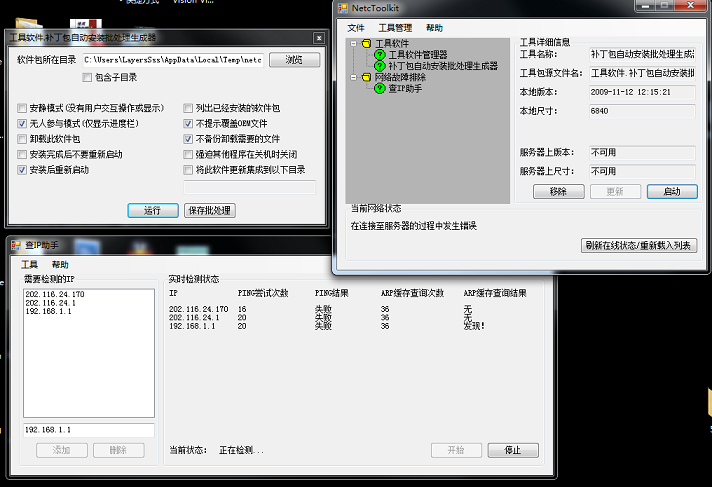 快捷方式
Vision Vi...
工具软件.补丁包自动安装批处理生成器
软件包所在目录
C:\Users\LayersSss\AppData\Local\Temp\netc
浏览
包含子目录
安静模式(没有用户交互操作或显示)
列出已经安装的软件包
无人参与模式(仅显示进度栏)
不提示覆盖OEM文件
卸载此软件包
不备份卸载需要的文件
安装完成后不要重新启动
强迫其他程序在关机时关闭
安装后重新启动
将此软件更新集成到以下目录
运行
保存批处理
NetcToolkit
文件
工具管理
帮助
工具软件
工具软件管理器
补丁包自动安装批处理生成器
网络故障排除
查IP助手
工具详细信息
工具名称:
补丁包自动安装批处理生成
工具包源文件名:
工具软件.补丁包自动安装批
本地版本:
2009-11-12 12:15:21
本地尺寸:
6840
服务器上版本:
不可用
服务器上尺寸:
不可用
移除
更新
启动
当前网络状态
在连接至服务器的过程中发生错误
刷新在线状态/重新载入列表
查IP助手
工具
帮助
需要检测的IP
202.116.24.170
202.116.24.1
192.168.1.1
192.168.1.1
添加
删除
实时检测状态
IP PING尝试次数 PING结果 ARP缓存查询次数 ARP缓存查询结果
202.116.24.170 16 失败 36 无
202.116.24.1 20 失败 36 无
192.168.1.1 20 失败 36 发现!
当前状态: 正在检测...
开始
停止